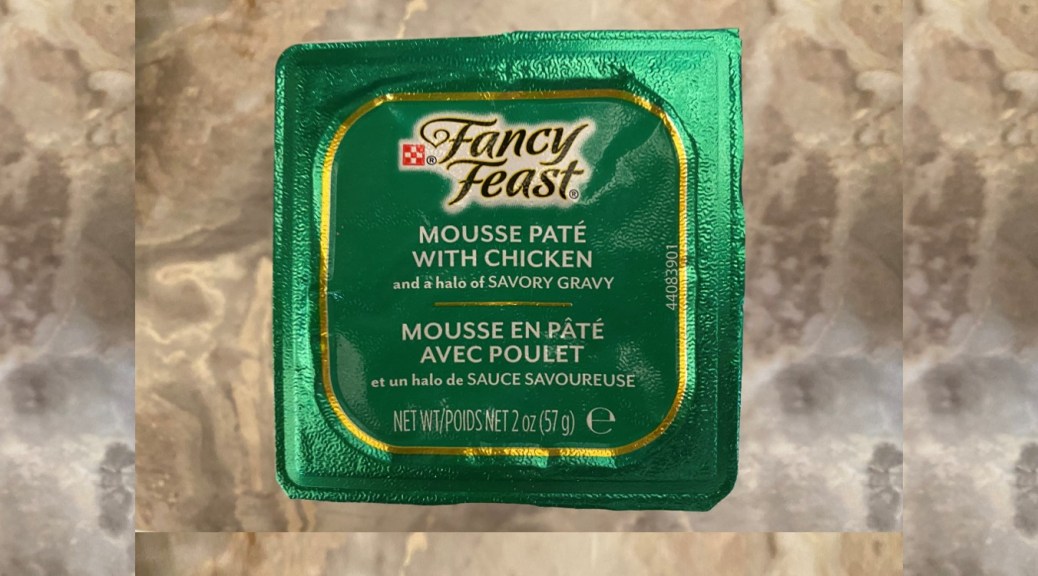 Fancy
Feast®
®
MOUSSE PATÉ
WITH CHICKEN
and a halo of SAVORY GRAVY
44083901
MOUSSE EN PÂTÉ
AVEC POULET
et un halo de SAUCE SAVOUREUSE
NET WT/POIDS NET 2 oz (57 g) ℮